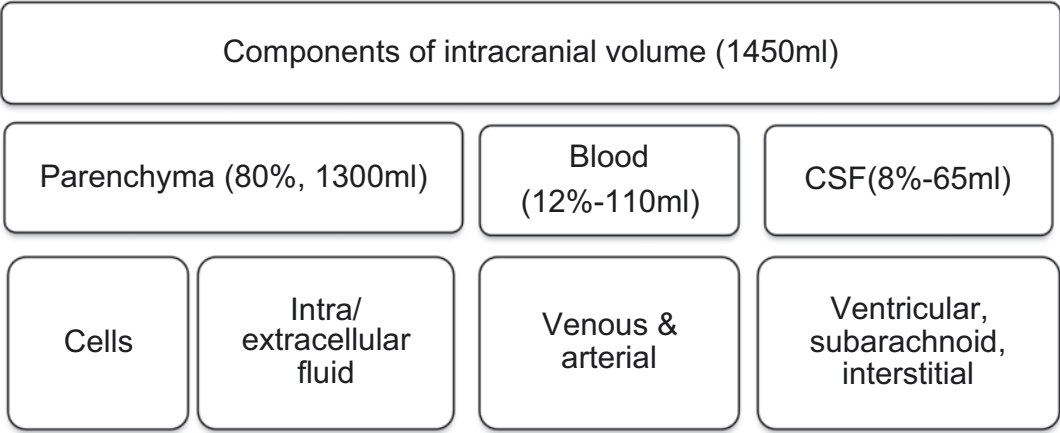 Components of intracranial volume (1450ml)
Parenchyma (80%, 1300ml)
Blood
(12%-110ml)
CSF(8%-65ml)
Cells
Intra/
extracellular
fluid
Venous &
arterial
Ventricular,
subarachnoid,
interstitial